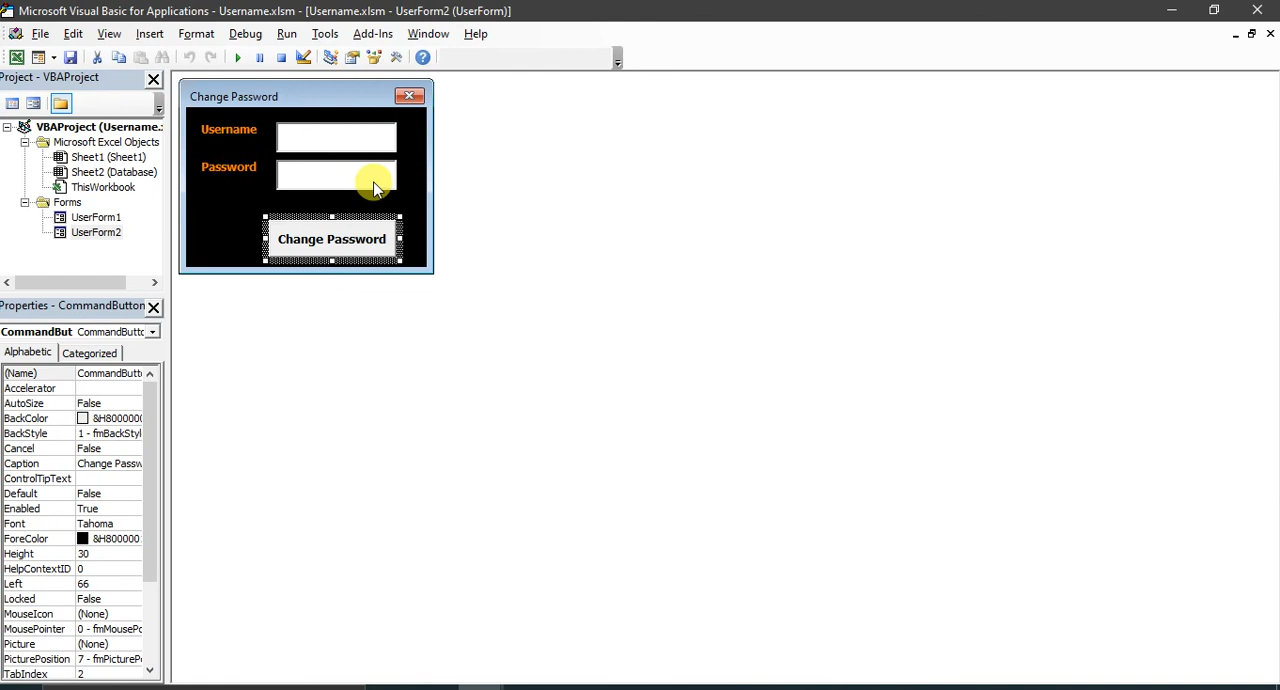 Microsoft Visual Basic for Applications - Username.xlsm - [Username.xlsm - UserForm2 (UserForm)]
File Edit View Insert Format Debug Run Tools Add-Ins Window Help
Project - VBAProject
VBAProject (Username.:
Microsoft Excel Objects
Sheet1 (Sheet1)
Sheet2 (Database)
ThisWorkbook
Forms
UserForm1
UserForm2
Change Password
Username
Password
Change Password
Properties - CommandButton
CommandBut CommandButtc
Alphabetic Categorized
(Name) CommandButt
Accelerator
AutoSize False
BackColor &H8000000
BackStyle 1 - fmBackStyl
Cancel False
Caption Change Passw
ControlTipText
Default False
Enabled True
Font Tahoma
ForeColor &H800000
Height 30
HelpContextID 0
Left 66
Locked False
MouseIcon (None)
MousePointer 0 - fmMousePc
Picture (None)
PicturePosition 7 - fmPicturePi
TabIndex 2